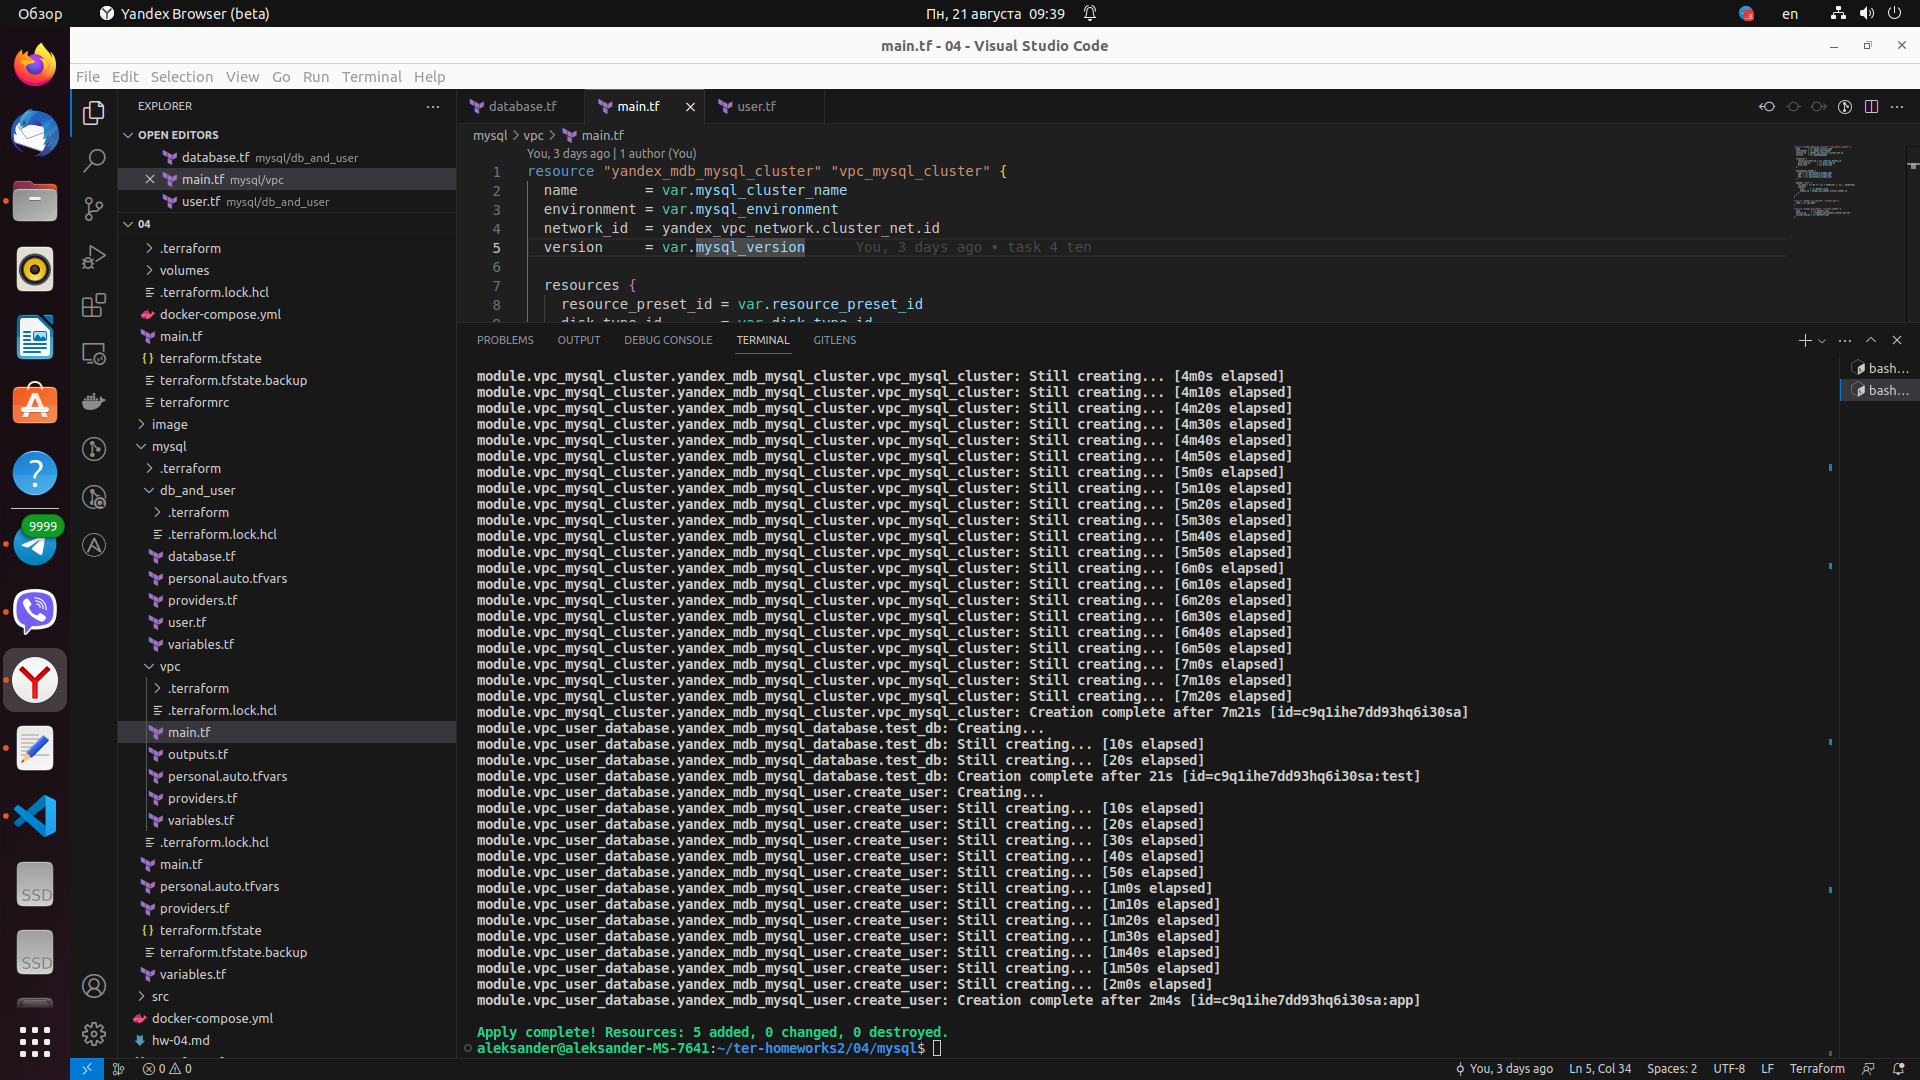 Обзор
Yandex Browser (beta)
Пн, 21 августа 09:39
en
main.tf - 04 - Visual Studio Code
File Edit Selection View Go Run Terminal Help
EXPLORER
OPEN EDITORS
database.tf mysql/db_and_user
main.tf mysql/vpc
user.tf mysql/db_and_user
04
.terraform
volumes
.terraform.lock.hcl
docker-compose.yml
main.tf
terraform.tfstate
terraform.tfstate.backup
terraformrc
image
mysql
.terraform
db_and_user
.terraform
.terraform.lock.hcl
database.tf
personal.auto.tfvars
providers.tf
user.tf
variables.tf
vpc
.terraform
.terraform.lock.hcl
main.tf
outputs.tf
personal.auto.tfvars
providers.tf
variables.tf
.terraform.lock.hcl
main.tf
personal.auto.tfvars
providers.tf
terraform.tfstate
terraform.tfstate.backup
variables.tf
src
docker-compose.yml
hw-04.md
9999
SSD
SSD
database.tf main.tf user.tf
mysql > vpc > main.tf
You, 3 days ago | 1 author (You)
1 resource "yandex_mdb_mysql_cluster" "vpc_mysql_cluster" {
2 name        = var.mysql_cluster_name
3 environment = var.mysql_environment
4 network_id  = yandex_vpc_network.cluster_net.id
5 version     = var.mysql_version You, 3 days ago • task 4 ten
6
7 resources {
8 resource_preset_id = var.resource_preset_id
9 disk_type_id       = var.disk_type_id
PROBLEMS OUTPUT DEBUG CONSOLE TERMINAL GITLENS
bash...
bash...
module.vpc_mysql_cluster.yandex_mdb_mysql_cluster.vpc_mysql_cluster: Still creating... [4m0s elapsed]
module.vpc_mysql_cluster.yandex_mdb_mysql_cluster.vpc_mysql_cluster: Still creating... [4m10s elapsed]
module.vpc_mysql_cluster.yandex_mdb_mysql_cluster.vpc_mysql_cluster: Still creating... [4m20s elapsed]
module.vpc_mysql_cluster.yandex_mdb_mysql_cluster.vpc_mysql_cluster: Still creating... [4m30s elapsed]
module.vpc_mysql_cluster.yandex_mdb_mysql_cluster.vpc_mysql_cluster: Still creating... [4m40s elapsed]
module.vpc_mysql_cluster.yandex_mdb_mysql_cluster.vpc_mysql_cluster: Still creating... [4m50s elapsed]
module.vpc_mysql_cluster.yandex_mdb_mysql_cluster.vpc_mysql_cluster: Still creating... [5m0s elapsed]
module.vpc_mysql_cluster.yandex_mdb_mysql_cluster.vpc_mysql_cluster: Still creating... [5m10s elapsed]
module.vpc_mysql_cluster.yandex_mdb_mysql_cluster.vpc_mysql_cluster: Still creating... [5m20s elapsed]
module.vpc_mysql_cluster.yandex_mdb_mysql_cluster.vpc_mysql_cluster: Still creating... [5m30s elapsed]
module.vpc_mysql_cluster.yandex_mdb_mysql_cluster.vpc_mysql_cluster: Still creating... [5m40s elapsed]
module.vpc_mysql_cluster.yandex_mdb_mysql_cluster.vpc_mysql_cluster: Still creating... [5m50s elapsed]
module.vpc_mysql_cluster.yandex_mdb_mysql_cluster.vpc_mysql_cluster: Still creating... [6m0s elapsed]
module.vpc_mysql_cluster.yandex_mdb_mysql_cluster.vpc_mysql_cluster: Still creating... [6m10s elapsed]
module.vpc_mysql_cluster.yandex_mdb_mysql_cluster.vpc_mysql_cluster: Still creating... [6m20s elapsed]
module.vpc_mysql_cluster.yandex_mdb_mysql_cluster.vpc_mysql_cluster: Still creating... [6m30s elapsed]
module.vpc_mysql_cluster.yandex_mdb_mysql_cluster.vpc_mysql_cluster: Still creating... [6m40s elapsed]
module.vpc_mysql_cluster.yandex_mdb_mysql_cluster.vpc_mysql_cluster: Still creating... [6m50s elapsed]
module.vpc_mysql_cluster.yandex_mdb_mysql_cluster.vpc_mysql_cluster: Still creating... [7m0s elapsed]
module.vpc_mysql_cluster.yandex_mdb_mysql_cluster.vpc_mysql_cluster: Still creating... [7m10s elapsed]
module.vpc_mysql_cluster.yandex_mdb_mysql_cluster.vpc_mysql_cluster: Still creating... [7m20s elapsed]
module.vpc_mysql_cluster.yandex_mdb_mysql_cluster.vpc_mysql_cluster: Creation complete after 7m21s [id=c9q1ihe7dd93hq6i30sa]
module.vpc_user_database.yandex_mdb_mysql_database.test_db: Creating...
module.vpc_user_database.yandex_mdb_mysql_database.test_db: Still creating... [10s elapsed]
module.vpc_user_database.yandex_mdb_mysql_database.test_db: Still creating... [20s elapsed]
module.vpc_user_database.yandex_mdb_mysql_database.test_db: Creation complete after 21s [id=c9q1ihe7dd93hq6i30sa:test]
module.vpc_user_database.yandex_mdb_mysql_user.create_user: Creating...
module.vpc_user_database.yandex_mdb_mysql_user.create_user: Still creating... [10s elapsed]
module.vpc_user_database.yandex_mdb_mysql_user.create_user: Still creating... [20s elapsed]
module.vpc_user_database.yandex_mdb_mysql_user.create_user: Still creating... [30s elapsed]
module.vpc_user_database.yandex_mdb_mysql_user.create_user: Still creating... [40s elapsed]
module.vpc_user_database.yandex_mdb_mysql_user.create_user: Still creating... [50s elapsed]
module.vpc_user_database.yandex_mdb_mysql_user.create_user: Still creating... [1m0s elapsed]
module.vpc_user_database.yandex_mdb_mysql_user.create_user: Still creating... [1m10s elapsed]
module.vpc_user_database.yandex_mdb_mysql_user.create_user: Still creating... [1m20s elapsed]
module.vpc_user_database.yandex_mdb_mysql_user.create_user: Still creating... [1m30s elapsed]
module.vpc_user_database.yandex_mdb_mysql_user.create_user: Still creating... [1m40s elapsed]
module.vpc_user_database.yandex_mdb_mysql_user.create_user: Still creating... [1m50s elapsed]
module.vpc_user_database.yandex_mdb_mysql_user.create_user: Still creating... [2m0s elapsed]
module.vpc_user_database.yandex_mdb_mysql_user.create_user: Creation complete after 2m4s [id=c9q1ihe7dd93hq6i30sa:app]
Apply complete! Resources: 5 added, 0 changed, 0 destroyed.
aleksander@aleksander-MS-7641:~/ter-homeworks2/04/mysql$
0 0
You, 3 days ago Ln 5, Col 34 Spaces: 2 UTF-8 LF Terraform